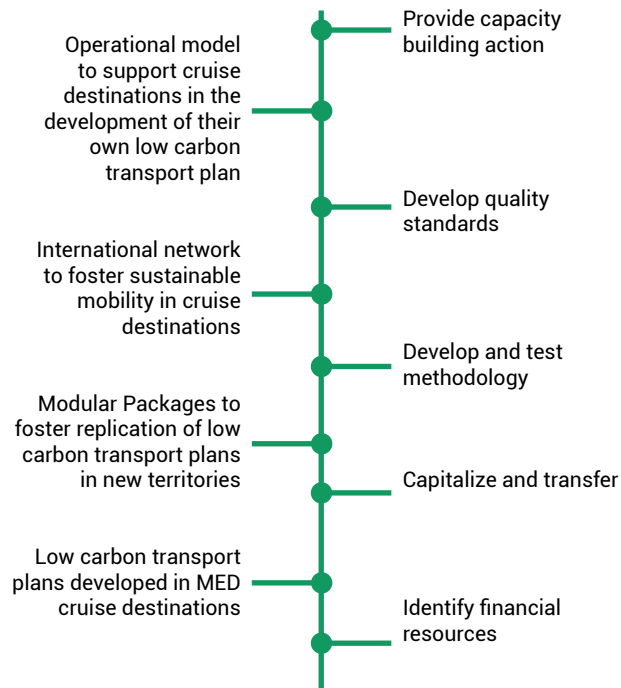 Provide capacity
building action
Operational model
to support cruise
destinations in the
development of their
own low carbon
transport plan
Develop quality
standards
International network
to foster sustainable
mobility in cruise
destinations
Develop and test
methodology
Modular Packages to
foster replication of low
carbon transport plans
in new territories
Capitalize and transfer
Low carbon transport
plans developed in MED
cruise destinations
Identify financial
resources